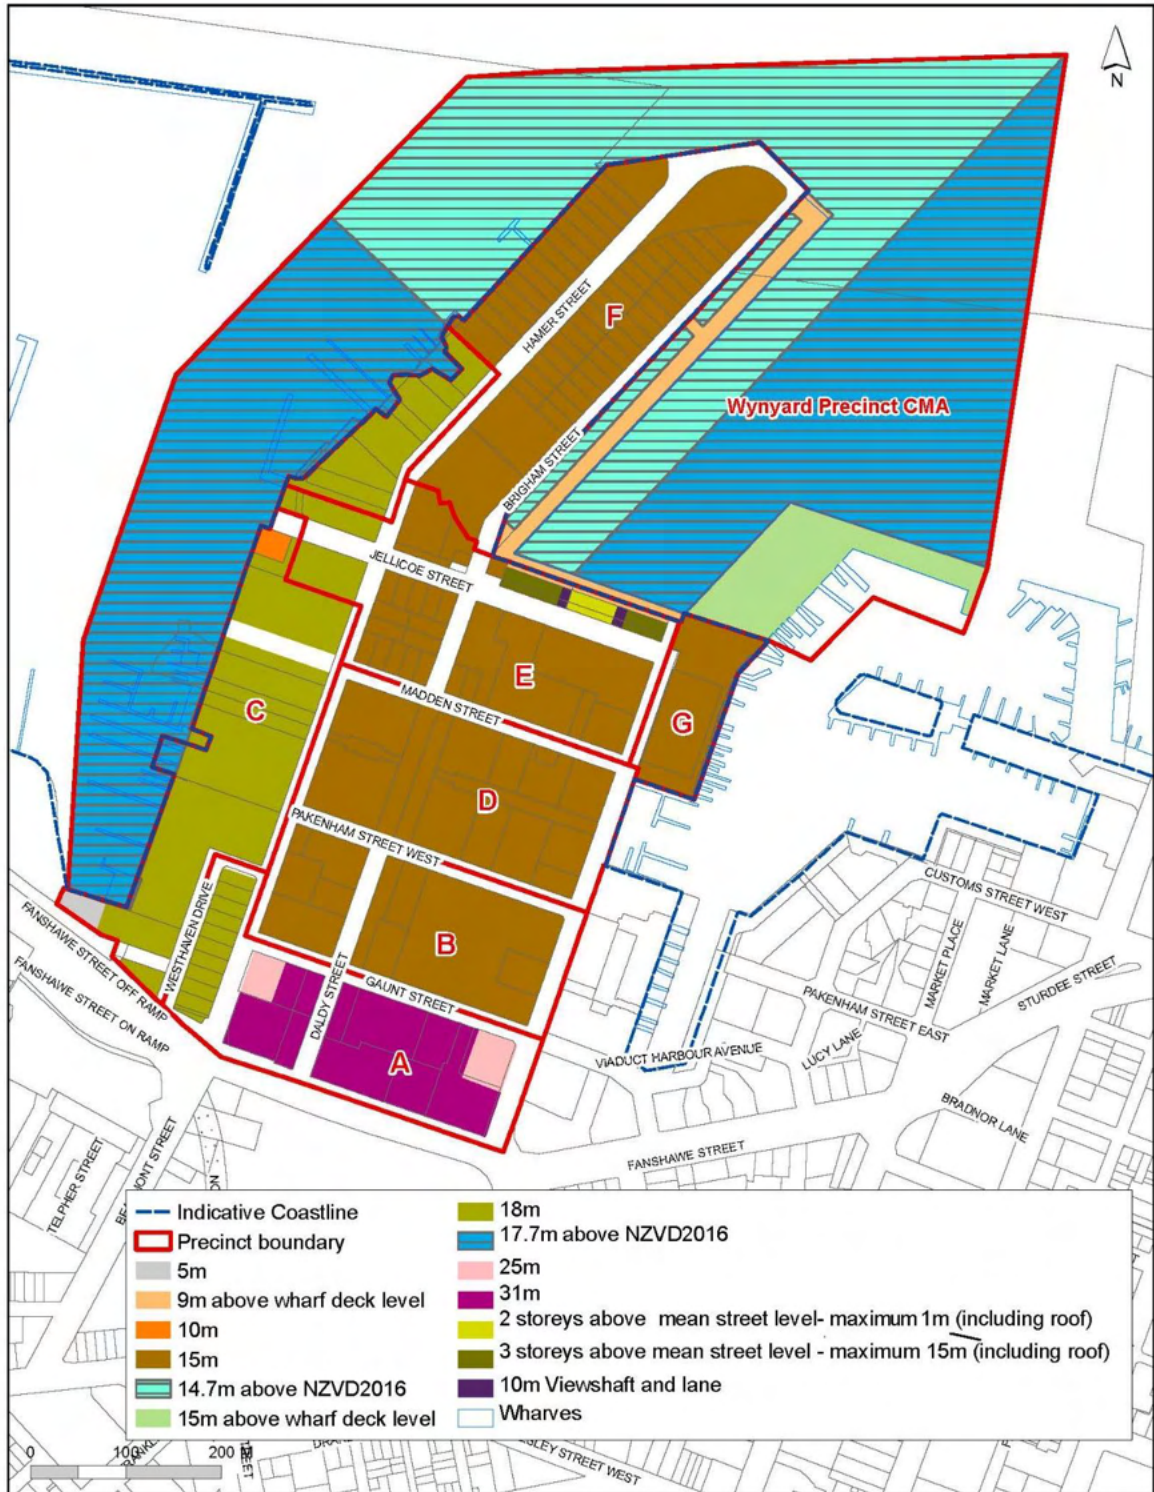 N
HAMER STREET
F
Wynyard Precinct CMA
BRIGHAM STREET
JELLICOE STREET
E
MADDEN STREET
C
G
D
PAKENHAM STREET WEST
CUSTOMS STREET WEST
WESTHAVEN DRIVE
FANSHAWE STREET OFF RAMP
FANSHAWE STREET ON RAMP
B
GAUNT STREET
DALDY STREET
A
MARKET PLACE
MARKET LANE
STURDEE STREET
PAKENHAM STREET EAST
LUCY LANE
VIADUCT HARBOUR AVENUE
BRADNOR LANE
FANSHAWE STREET
TELPHER STREET
MONT STREET
Indicative Coastline
Precinct boundary
5m
9m above wharf deck level
10m
15m
14.7m above NZVD2016
15m above wharf deck level
18m
17.7m above NZVD2016
25m
31m
2 storeys above mean street level- maximum 1m (including roof)
3 storeys above mean street level - maximum 15m (including roof)
10m Viewshaft and lane
Wharves
0 100 200
SLEY STREET WEST